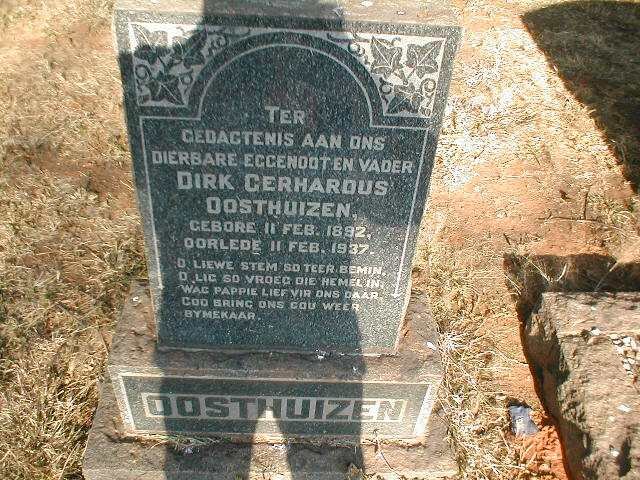 TER
GEDACTENIS AAN ONS
DIERBARE EGGENOOT EN VADER
DIRK GERHARDUS
OOSTHUIZEN,
GEBORE 11 FEB. 1892,
OORLEDE 11 FEB. 1937.
O, LIEWE STEM SO TEER BEMIN,
O, LIG SO VROEG DIE HEMEL IN,
WAG PAPPIE LIEF VIR ONS DAAR,
GOD BRING ONS GOU WEER
BYMEKAAR.
OOSTHUIZEN